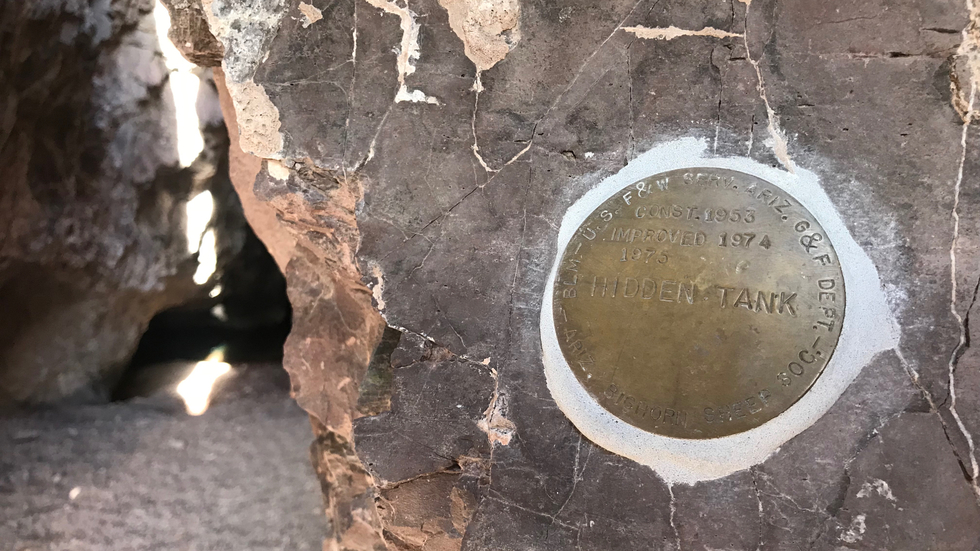 BLM - U.S. F&W SERV. ARIZ. G&F DEPT. -
ARIZ. BIGHORN SHEEP SOC. -
CONST. 1953
IMPROVED 1974
1975
HIDDEN TANK